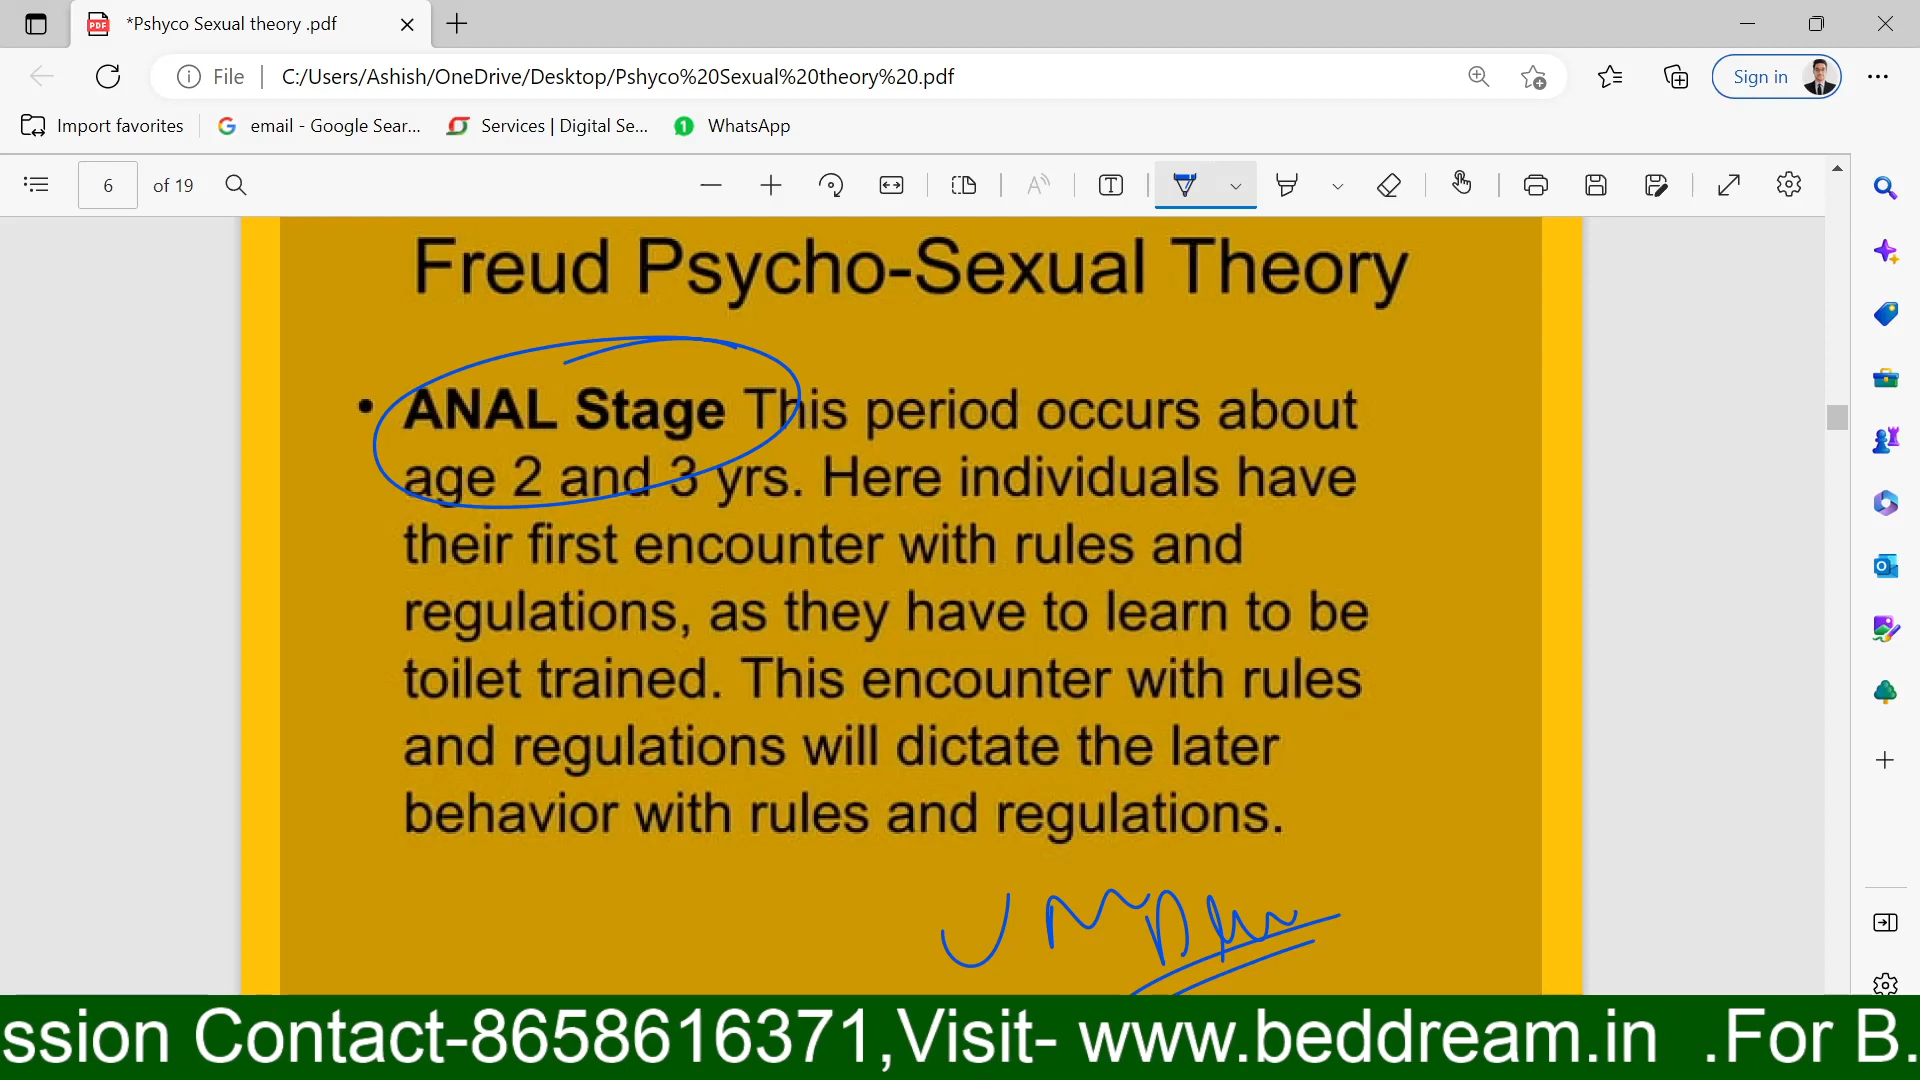 *Pshyco Sexual theory .pdf
File C:/Users/Ashish/OneDrive/Desktop/Pshyco%20Sexual%20theory%20.pdf
Sign in
Import favorites email - Google Sear... Services | Digital Se... WhatsApp
6 of 19
Freud Psycho-Sexual Theory
• ANAL Stage This period occurs about
age 2 and 3 yrs. Here individuals have
their first encounter with rules and
regulations, as they have to learn to be
toilet trained. This encounter with rules
and regulations will dictate the later
behavior with rules and regulations.
ssion Contact-8658616371,Visit- www.beddream.in .For B.